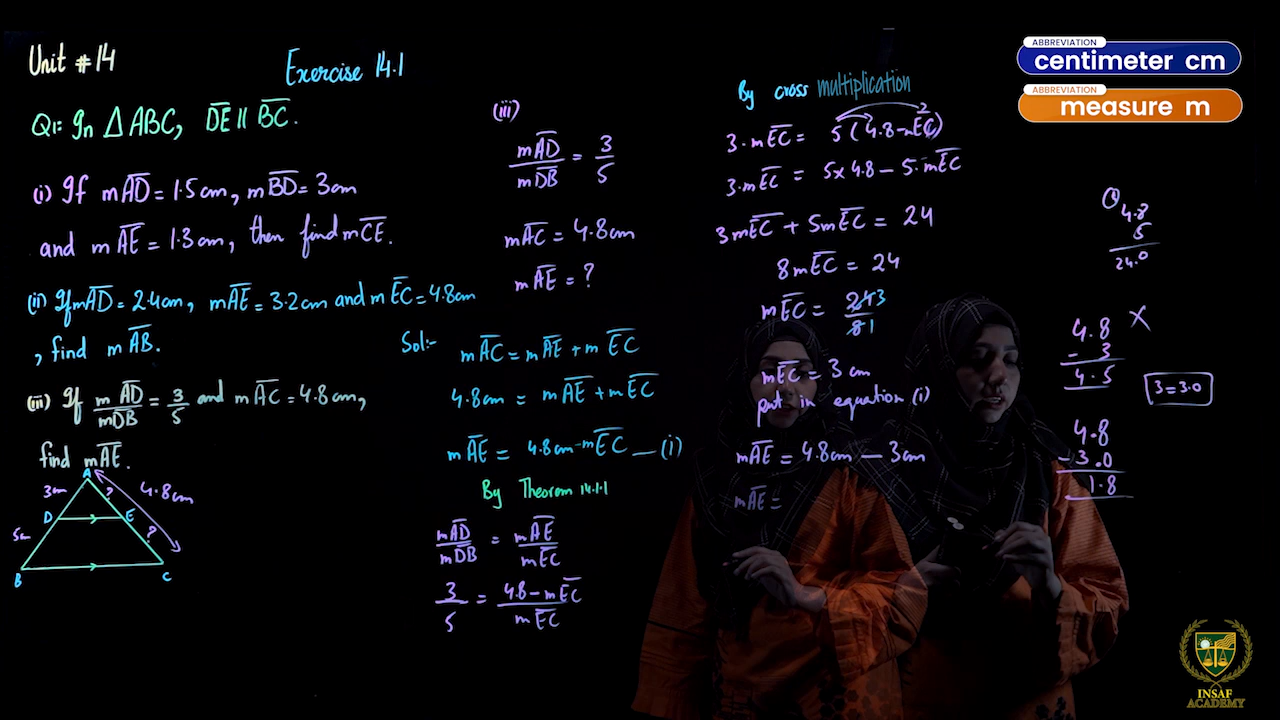 Unit #14
Exercise 14.1
Q1: In △ABC, DE || BC.
(i) If mAD = 1.5cm, mBD = 3cm
and mAE = 1.3cm, then find mCE.
(ii) If mAD = 2.4cm, mAE = 3.2cm and mEC = 4.8cm
, find mAB.
(iii) If mAD/mDB = 3/5 and mAC = 4.8cm,
find mAE.
A
3cm
?
4.8cm
D
E
5cm
?
B
C
(iii)
mAD/mDB = 3/5
mAC = 4.8cm
mAE = ?
Sol:-
mAC = mAE + mEC
4.8cm = mAE + mEC
mAE = 4.8cm - mEC — (i)
By Theorem 14.1.1
mAD/mDB = mAE/mEC
3/5 = 4.8 - mEC/mEC
By cross multiplication
3·mEC = 5(4.8 - mEC)
2
3·mEC = 5x4.8 - 5·mEC
3mEC + 5mEC = 24
8mEC = 24
mEC = 24 3/8 1
mEC = 3 cm
put in equation (i)
mAE = 4.8cm — 3cm
mAE =
ABBREVIATION
centimeter cm
ABBREVIATION
measure m
4.8
5
24.0
4.8 X
- 3
4.5
3 = 3.0
4.8
- 3.0
1.8
INSAF
ACADEMY